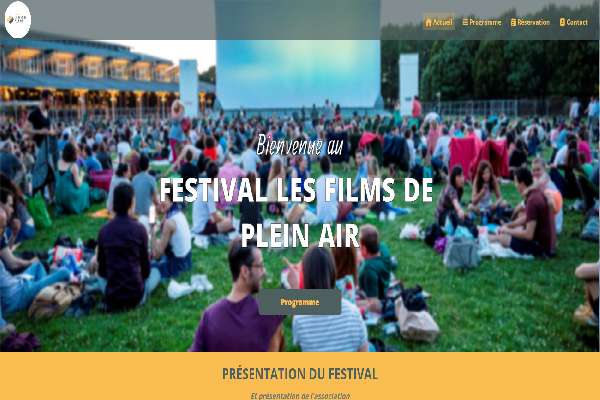 Accueil
Programme
Réservation
Contact
Bienvenue au
FESTIVAL LES FILMS DE
PLEIN AIR
Programme
PRÉSENTATION DU FESTIVAL
Et présentation de l'association